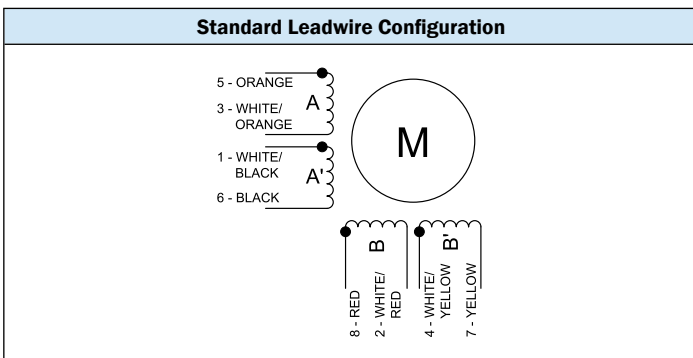 Standard Leadwire Configuration
5 - ORANGE
A
3 - WHITE/
ORANGE
1 - WHITE/
BLACK
A'
6 - BLACK
M
B
B'
8 - RED
2 - WHITE/
RED
4 - WHITE/
YELLOW
7 - YELLOW